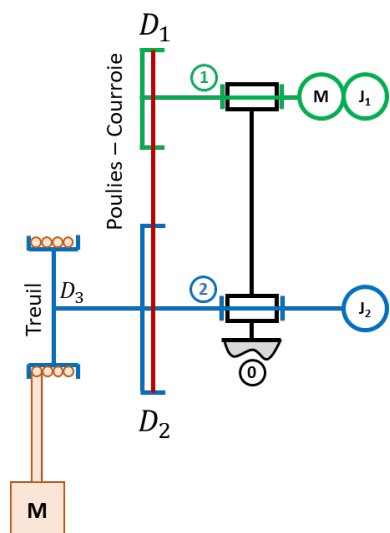 D₁
Poulies – Courroie
1
M
J₁
Treuil
D₃
2
J₂
D₂
0
M